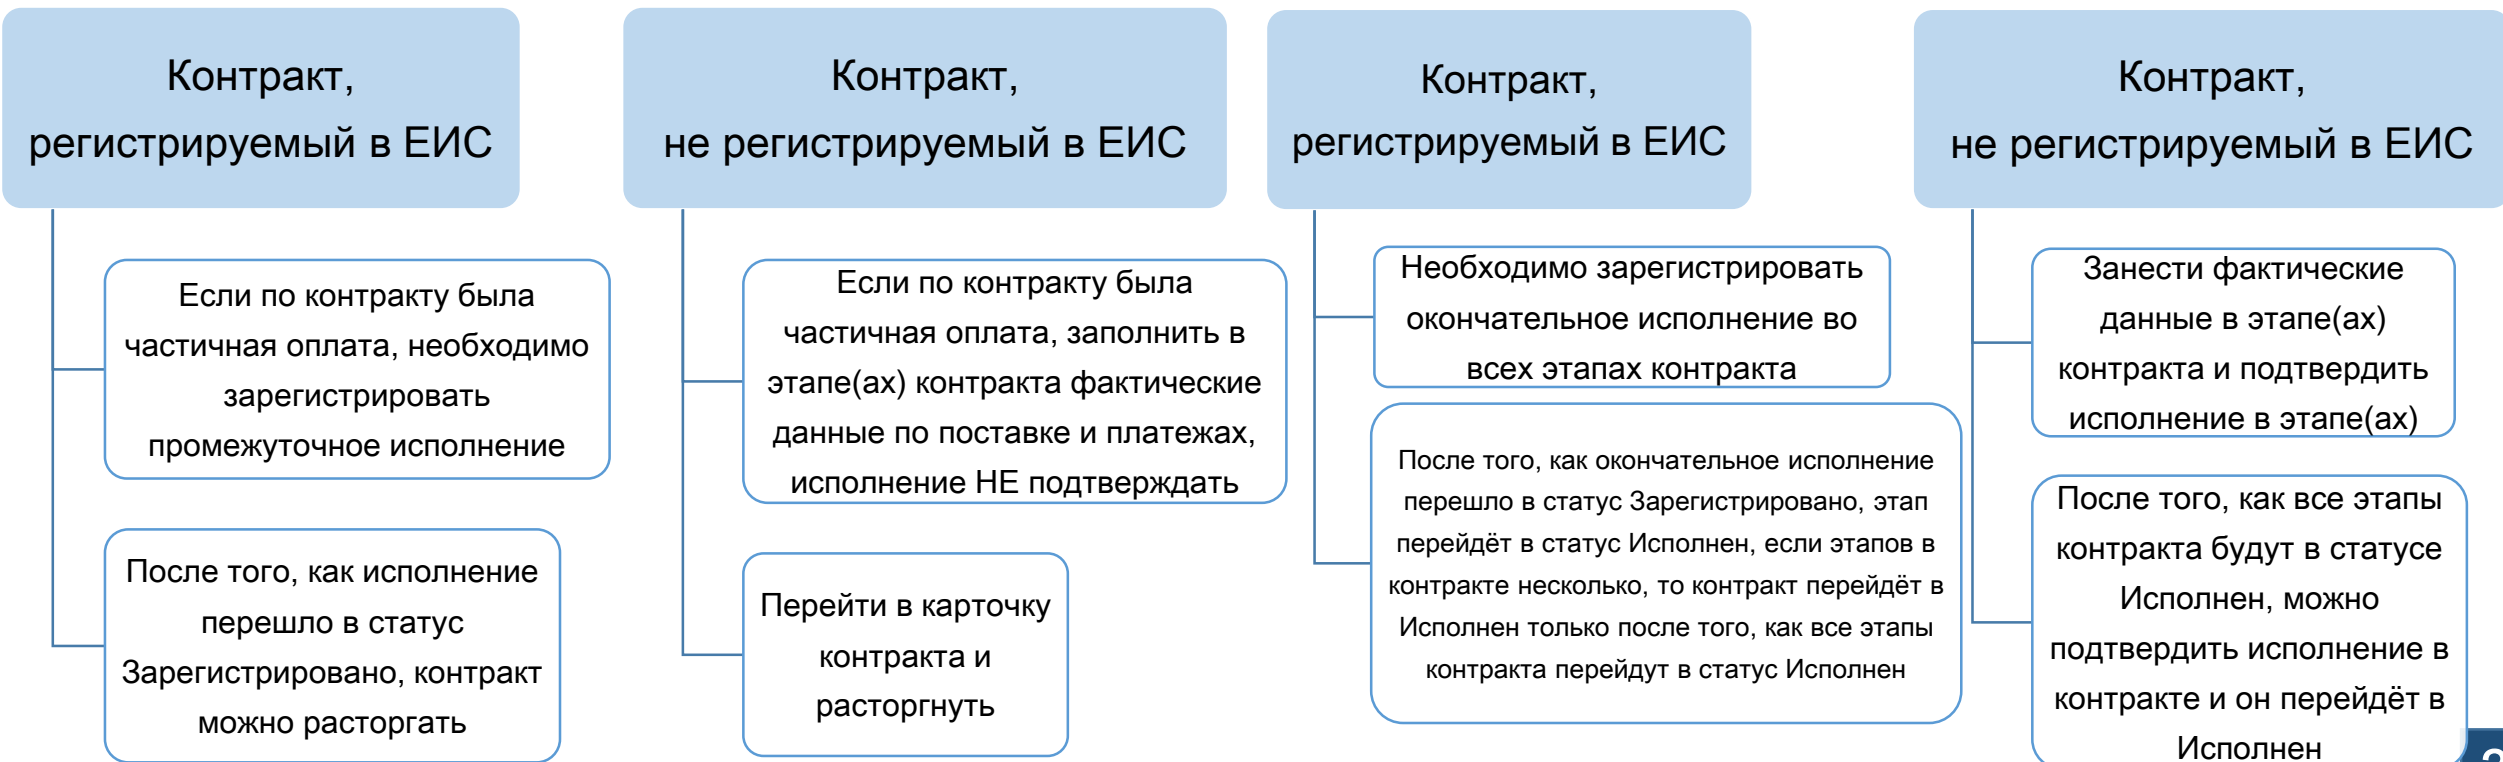 Контракт,
регистрируемый в ЕИС
Если по контракту была
частичная оплата, необходимо
зарегистрировать
промежуточное исполнение
После того, как исполнение
перешло в статус
Зарегистрировано, контракт
можно расторгать
Контракт,
не регистрируемый в ЕИС
Если по контракту была
частичная оплата, заполнить в
этапе(ах) контракта фактические
данные по поставке и платежах,
исполнение НЕ подтверждать
Перейти в карточку
контракта и
расторгнуть
Контракт,
регистрируемый в ЕИС
Необходимо зарегистрировать
окончательное исполнение во
всех этапах контракта
После того, как окончательное исполнение
перешло в статус Зарегистрировано, этап
перейдёт в статус Исполнен, если этапов в
контракте несколько, то контракт перейдёт в
Исполнен только после того, как все этапы
контракта перейдут в статус Исполнен
Контракт,
не регистрируемый в ЕИС
Занести фактические
данные в этапе(ах)
контракта и подтвердить
исполнение в этапе(ах)
После того, как все этапы
контракта будут в статусе
Исполнен, можно
подтвердить исполнение в
контракте и он перейдёт в
Исполнен